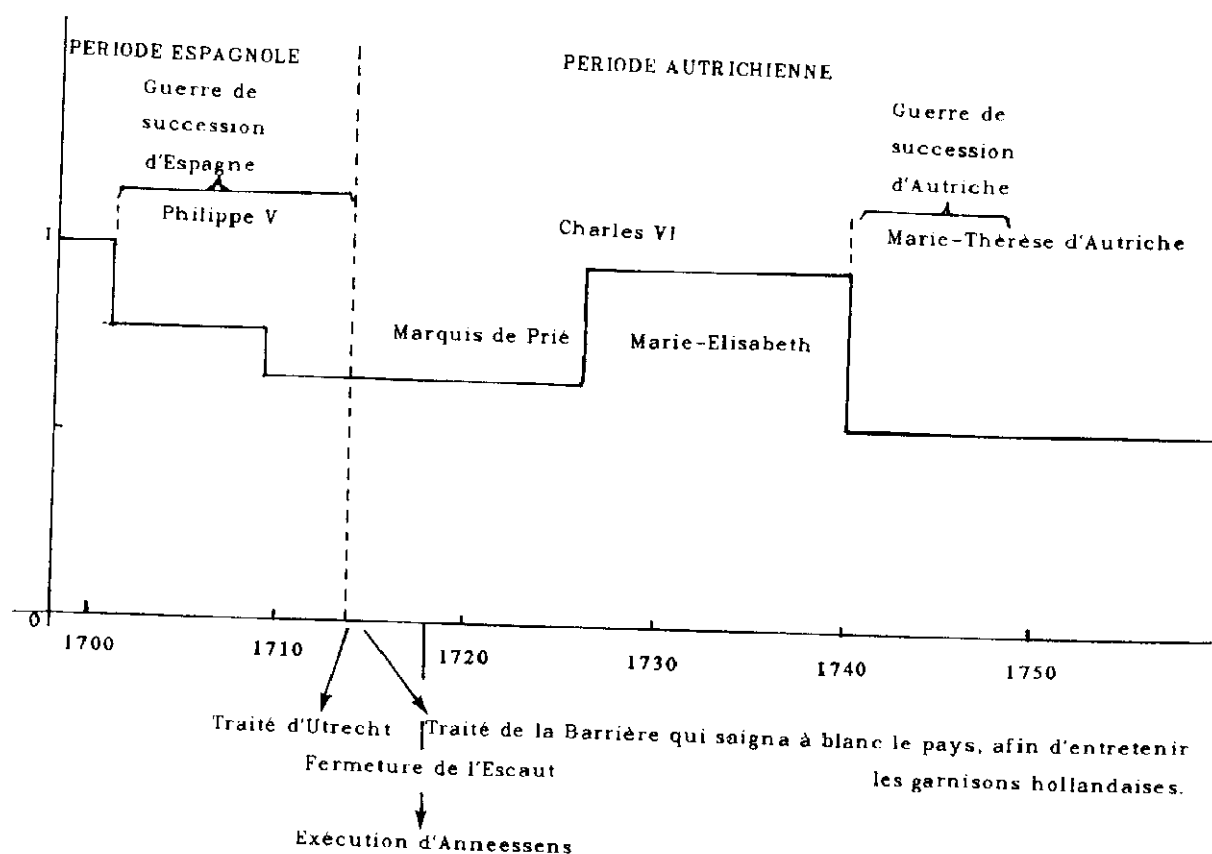 PERIODE ESPAGNOLE
PERIODE AUTRICHIENNE
Guerre de
succession
d'Espagne
Guerre de
succession
d'Autriche
Philippe V
Charles VI
Marie-Thérèse d'Autriche
1
Marquis de Prié
Marie-Elisabeth
0
1700
1710
1720
1730
1740
1750
Traité d'Utrecht
Traité de la Barrière qui saigna à blanc le pays, afin d'entretenir
les garnisons hollandaises.
Fermeture de l'Escaut
Exécution d'Anneessens